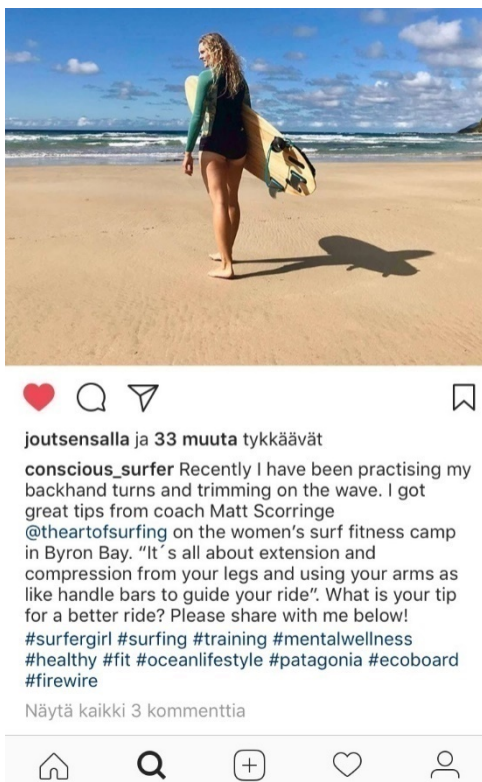 joutsensalla ja 33 muuta tykkäävät
conscious_surfer Recently I have been practising my
backhand turns and trimming on the wave. I got
great tips from coach Matt Scorringe
@theartofsurfing on the women's surf fitness camp
in Byron Bay. “It´s all about extension and
compression from your legs and using your arms as
like handle bars to guide your ride”. What is your tip
for a better ride? Please share with me below!
#surfergirl #surfing #training #mentalwellness
#healthy #fit #oceanlifestyle #patagonia #ecoboard
#firewire
Näytä kaikki 3 kommenttia